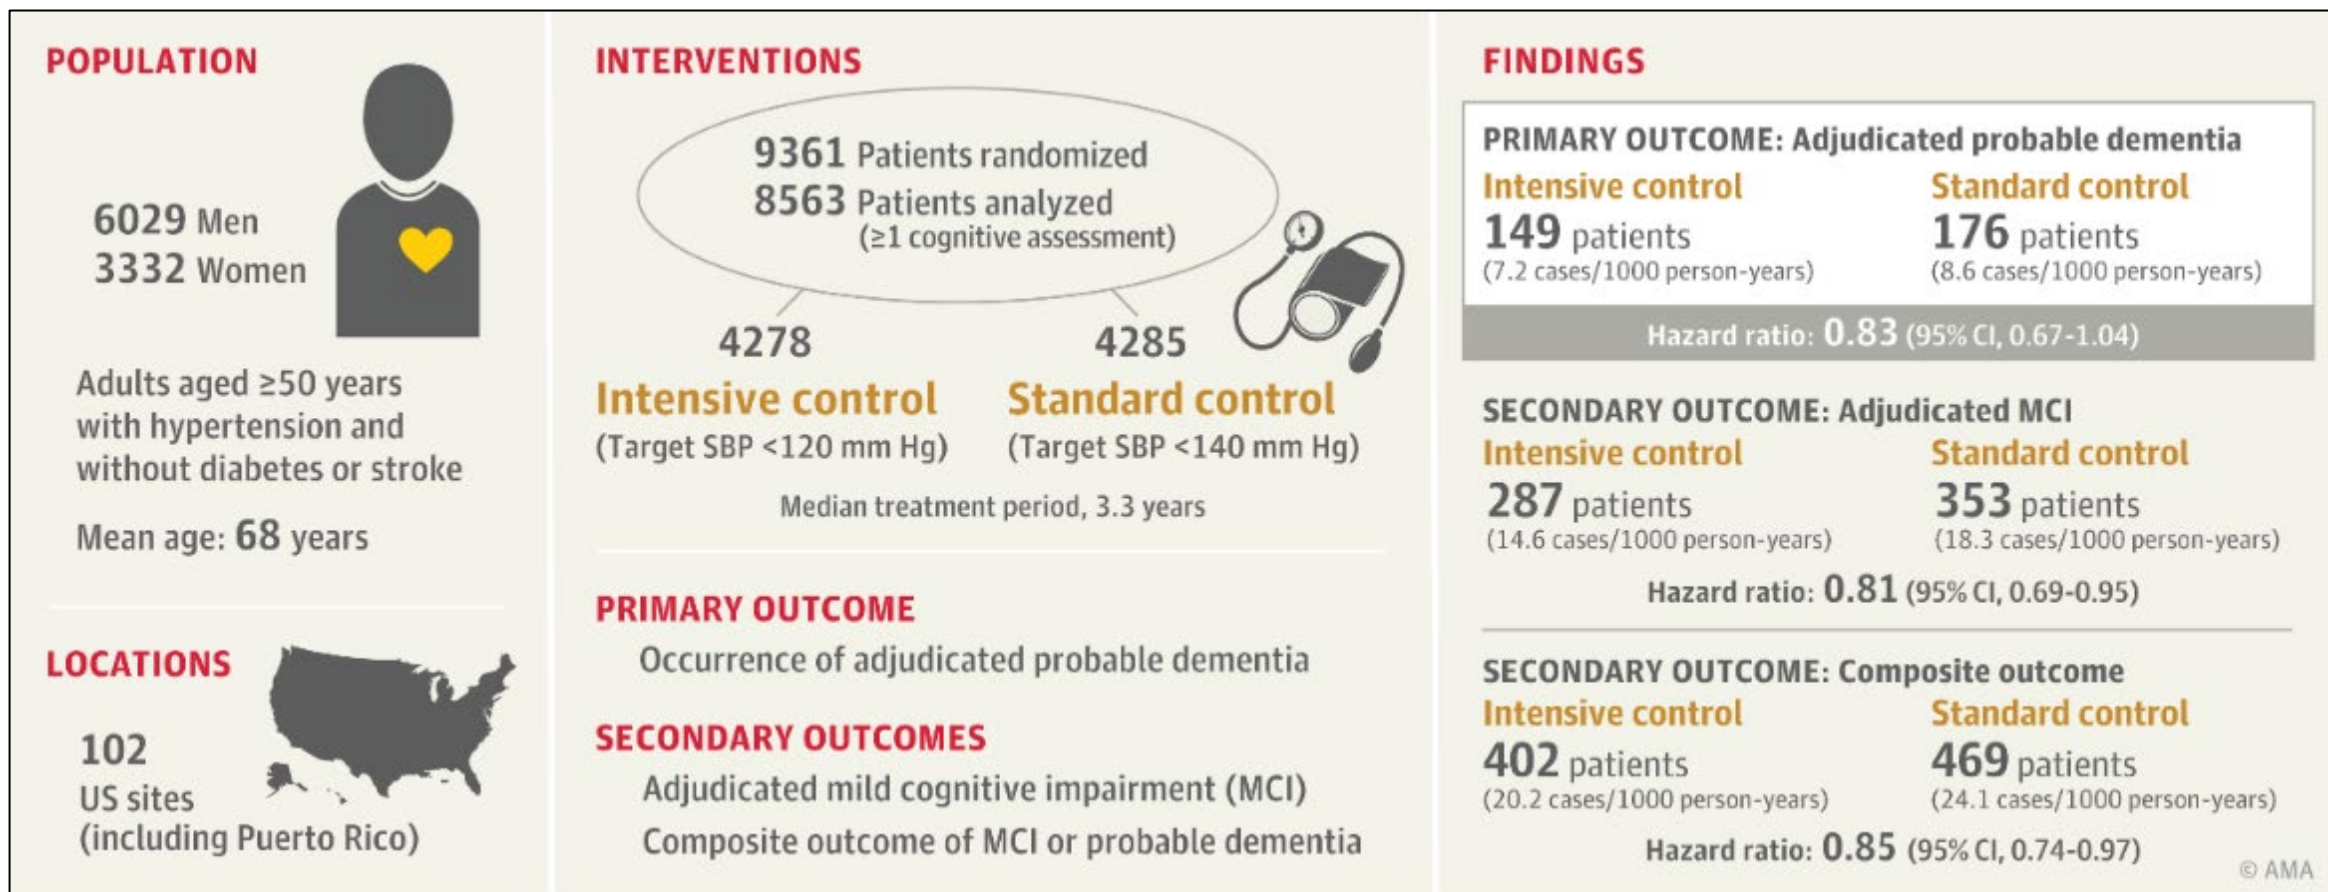 POPULATION
6029 Men
3332 Women
Adults aged ≥50 years
with hypertension and
without diabetes or stroke
Mean age: 68 years
LOCATIONS
102
US sites
(including Puerto Rico)
INTERVENTIONS
9361 Patients randomized
8563 Patients analyzed
(≥1 cognitive assessment)
4278
4285
Intensive control
Standard control
(Target SBP <120 mm Hg)
(Target SBP <140 mm Hg)
Median treatment period, 3.3 years
PRIMARY OUTCOME
Occurrence of adjudicated probable dementia
SECONDARY OUTCOMES
Adjudicated mild cognitive impairment (MCI)
Composite outcome of MCI or probable dementia
FINDINGS
PRIMARY OUTCOME: Adjudicated probable dementia
Intensive control
Standard control
149 patients
176 patients
(7.2 cases/1000 person-years)
(8.6 cases/1000 person-years)
Hazard ratio: 0.83 (95% CI, 0.67-1.04)
SECONDARY OUTCOME: Adjudicated MCI
Intensive control
Standard control
287 patients
353 patients
(14.6 cases/1000 person-years)
(18.3 cases/1000 person-years)
Hazard ratio: 0.81 (95% CI, 0.69-0.95)
SECONDARY OUTCOME: Composite outcome
Intensive control
Standard control
402 patients
469 patients
(20.2 cases/1000 person-years)
(24.1 cases/1000 person-years)
Hazard ratio: 0.85 (95% CI, 0.74-0.97)
© AMA